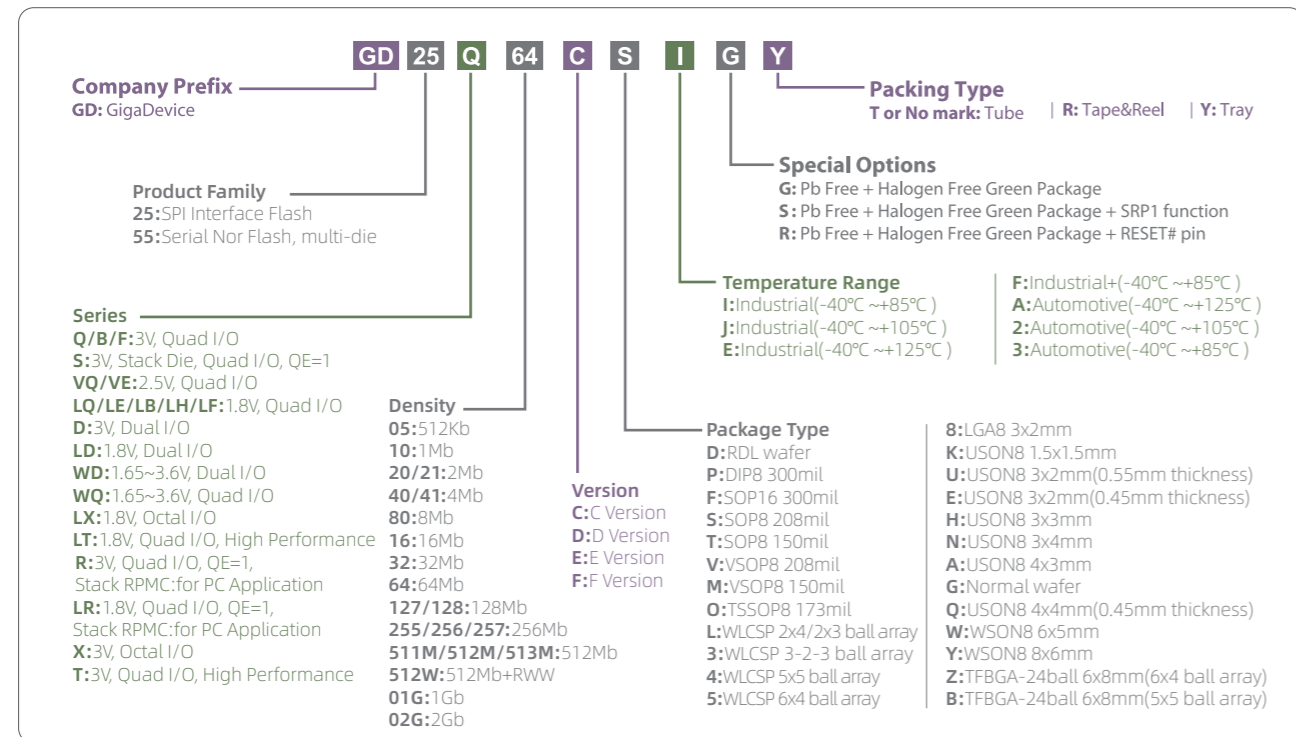 GD 25 Q 64 C S I G Y
Company Prefix
GD: GigaDevice
Packing Type
T or No mark: Tube | R: Tape&Reel | Y: Tray
Special Options
G: Pb Free + Halogen Free Green Package
S: Pb Free + Halogen Free Green Package + SRP1 function
R: Pb Free + Halogen Free Green Package + RESET# pin
Product Family
25:SPI Interface Flash
55:Serial Nor Flash, multi-die
Temperature Range
I:Industrial(-40℃ ~+85℃ )
J:Industrial(-40℃ ~+105℃ )
E:Industrial(-40℃ ~+125℃ )
F:Industrial+(-40℃ ~+85℃ )
A:Automotive(-40℃ ~+125℃ )
2:Automotive(-40℃ ~+105℃ )
3:Automotive(-40℃ ~+85℃ )
Series
Q/B/F:3V, Quad I/O
S:3V, Stack Die, Quad I/O, QE=1
VQ/VE:2.5V, Quad I/O
LQ/LE/LB/LH/LF:1.8V, Quad I/O
D:3V, Dual I/O
LD:1.8V, Dual I/O
WD:1.65~3.6V, Dual I/O
WQ:1.65~3.6V, Quad I/O
LX:1.8V, Octal I/O
LT:1.8V, Quad I/O, High Performance
R:3V, Quad I/O, QE=1,
Stack RPMC:for PC Application
LR:1.8V, Quad I/O, QE=1,
Stack RPMC:for PC Application
X:3V, Octal I/O
T:3V, Quad I/O, High Performance
Density
05:512Kb
10:1Mb
20/21:2Mb
40/41:4Mb
80:8Mb
16:16Mb
32:32Mb
64:64Mb
127/128:128Mb
255/256/257:256Mb
511M/512M/513M:512Mb
512W:512Mb+RWW
01G:1Gb
02G:2Gb
Version
C:C Version
D:D Version
E:E Version
F:F Version
Package Type
D:RDL wafer
P:DIP8 300mil
F:SOP16 300mil
S:SOP8 208mil
T:SOP8 150mil
V:VSOP8 208mil
M:VSOP8 150mil
O:TSSOP8 173mil
L:WLCSP 2x4/2x3 ball array
3:WLCSP 3-2-3 ball array
4:WLCSP 5x5 ball array
5:WLCSP 6x4 ball array
8:LGA8 3x2mm
K:USON8 1.5x1.5mm
U:USON8 3x2mm(0.55mm thickness)
E:USON8 3x2mm(0.45mm thickness)
H:USON8 3x3mm
N:USON8 3x4mm
A:USON8 4x3mm
G:Normal wafer
Q:USON8 4x4mm(0.45mm thickness)
W:WSON8 6x5mm
Y:WSON8 8x6mm
Z:TFBGA-24ball 6x8mm(6x4 ball array)
B:TFBGA-24ball 6x8mm(5x5 ball array)